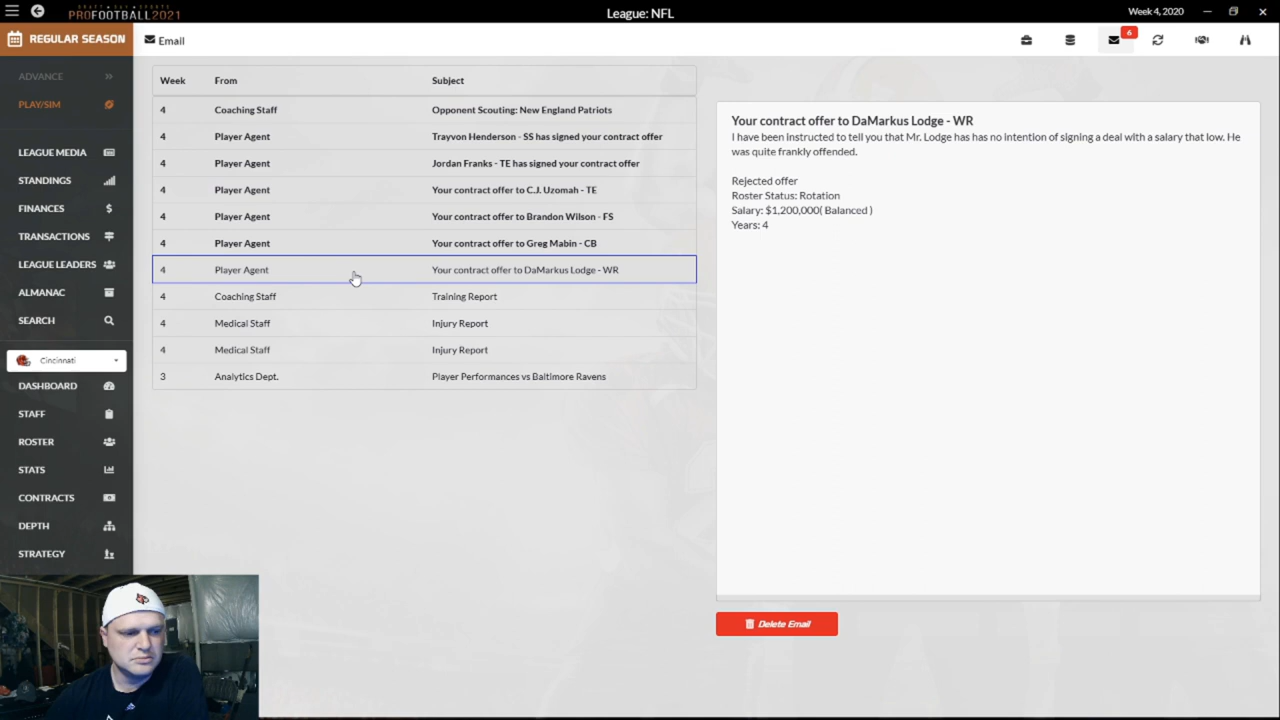 DRAFT DAY SPORTS
PROFOOTBALL2021
League: NFL
Week 4, 2020
REGULAR SEASON
Email
6
ADVANCE
PLAY/SIM
LEAGUE MEDIA
STANDINGS
FINANCES
TRANSACTIONS
LEAGUE LEADERS
ALMANAC
SEARCH
Cincinnati
DASHBOARD
STAFF
ROSTER
STATS
CONTRACTS
DEPTH
STRATEGY
Week From Subject
4 Coaching Staff Opponent Scouting: New England Patriots
4 Player Agent Trayvon Henderson - SS has signed your contract offer
4 Player Agent Jordan Franks - TE has signed your contract offer
4 Player Agent Your contract offer to C.J. Uzomah - TE
4 Player Agent Your contract offer to Brandon Wilson - FS
4 Player Agent Your contract offer to Greg Mabin - CB
4 Player Agent Your contract offer to DaMarkus Lodge - WR
4 Coaching Staff Training Report
4 Medical Staff Injury Report
4 Medical Staff Injury Report
3 Analytics Dept. Player Performances vs Baltimore Ravens
Your contract offer to DaMarkus Lodge - WR
I have been instructed to tell you that Mr. Lodge has has no intention of signing a deal with a salary that low. He
was quite frankly offended.
Rejected offer
Roster Status: Rotation
Salary: $1,200,000( Balanced )
Years: 4
Delete Email